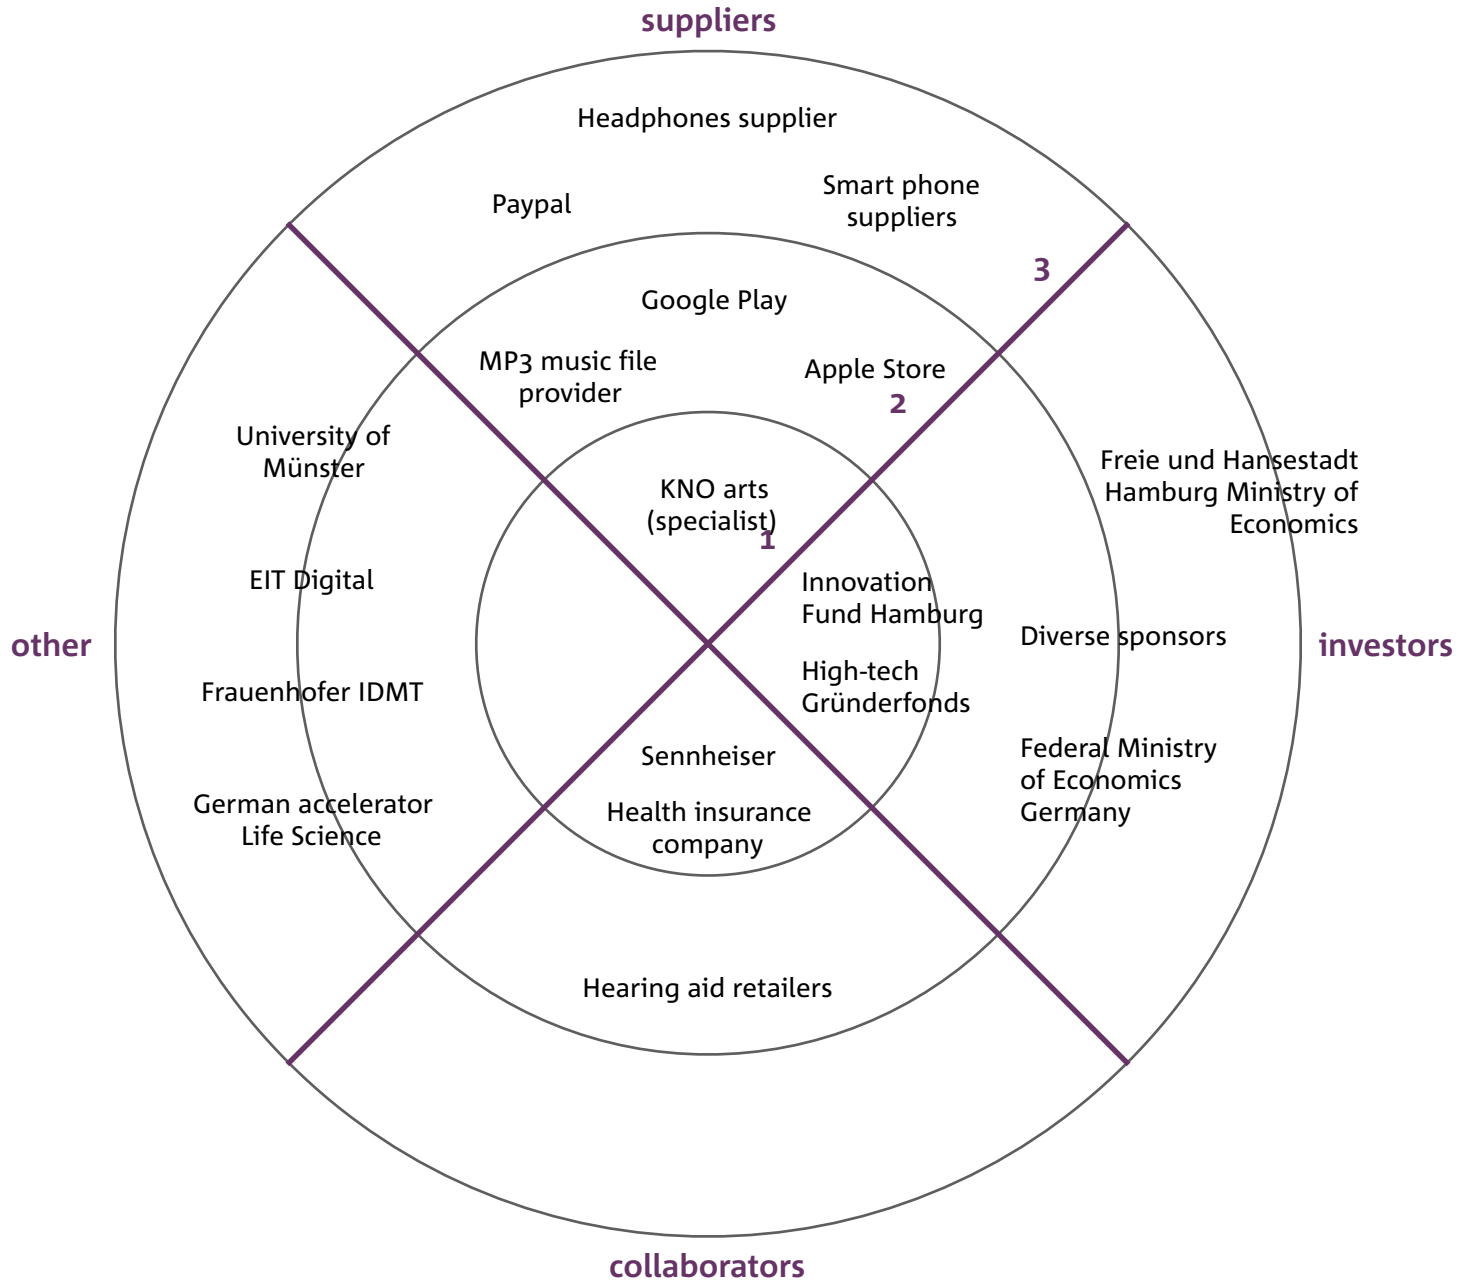 suppliers
Headphones supplier
Smart phone
suppliers
Paypal
3
Google Play
MP3 music file
provider
Apple Store
2
University of
Münster
Freie und Hansestadt
Hamburg Ministry of
Economics
KNO arts
(specialist)
1
EIT Digital
Innovation
Fund Hamburg
other
Diverse sponsors
investors
High-tech
Gründerfonds
Frauenhofer IDMT
Sennheiser
Federal Ministry
of Economics
Germany
German accelerator
Life Science
Health insurance
company
Hearing aid retailers
collaborators